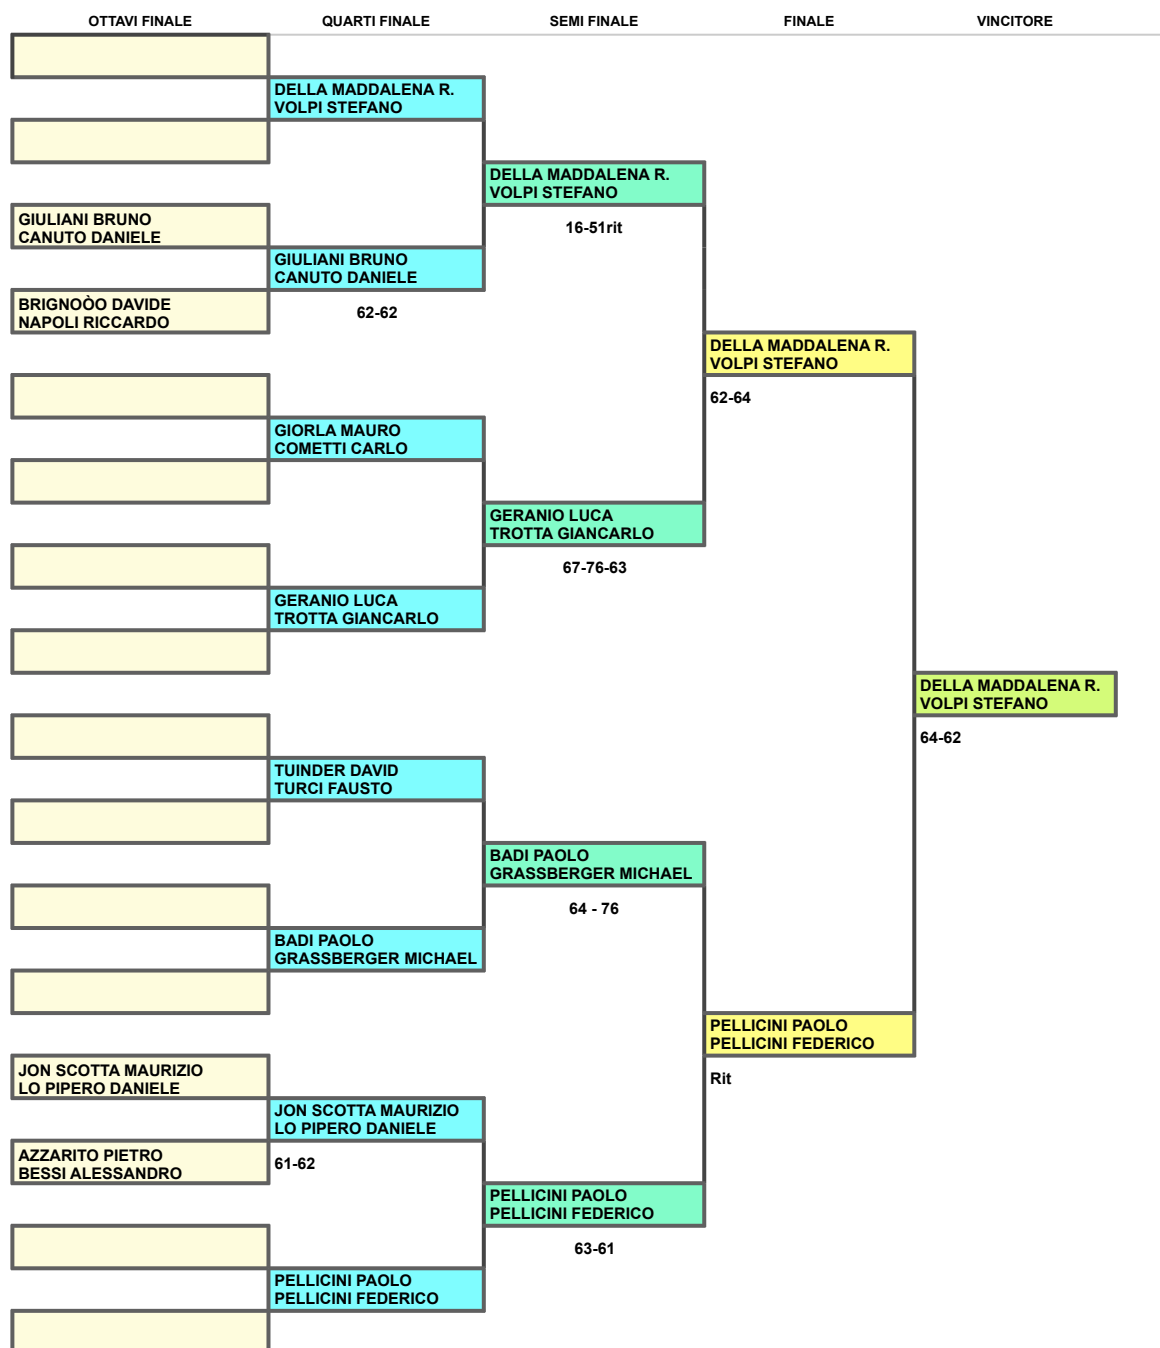 OTTAVI FINALE
QUARTI FINALE
SEMI FINALE
FINALE
VINCITORE
DELLA MADDALENA R.
VOLPI STEFANO
DELLA MADDALENA R.
VOLPI STEFANO
16-51rit
GIULIANI BRUNO
CANUTO DANIELE
GIULIANI BRUNO
CANUTO DANIELE
62-62
BRIGNOÒO DAVIDE
NAPOLI RICCARDO
DELLA MADDALENA R.
VOLPI STEFANO
62-64
GIORLA MAURO
COMETTI CARLO
GERANIO LUCA
TROTTA GIANCARLO
67-76-63
GERANIO LUCA
TROTTA GIANCARLO
DELLA MADDALENA R.
VOLPI STEFANO
64-62
TUINDER DAVID
TURCI FAUSTO
BADI PAOLO
GRASSBERGER MICHAEL
64 - 76
BADI PAOLO
GRASSBERGER MICHAEL
PELLICINI PAOLO
PELLICINI FEDERICO
Rit
JON SCOTTA MAURIZIO
LO PIPERO DANIELE
JON SCOTTA MAURIZIO
LO PIPERO DANIELE
61-62
AZZARITO PIETRO
BESSI ALESSANDRO
PELLICINI PAOLO
PELLICINI FEDERICO
63-61
PELLICINI PAOLO
PELLICINI FEDERICO